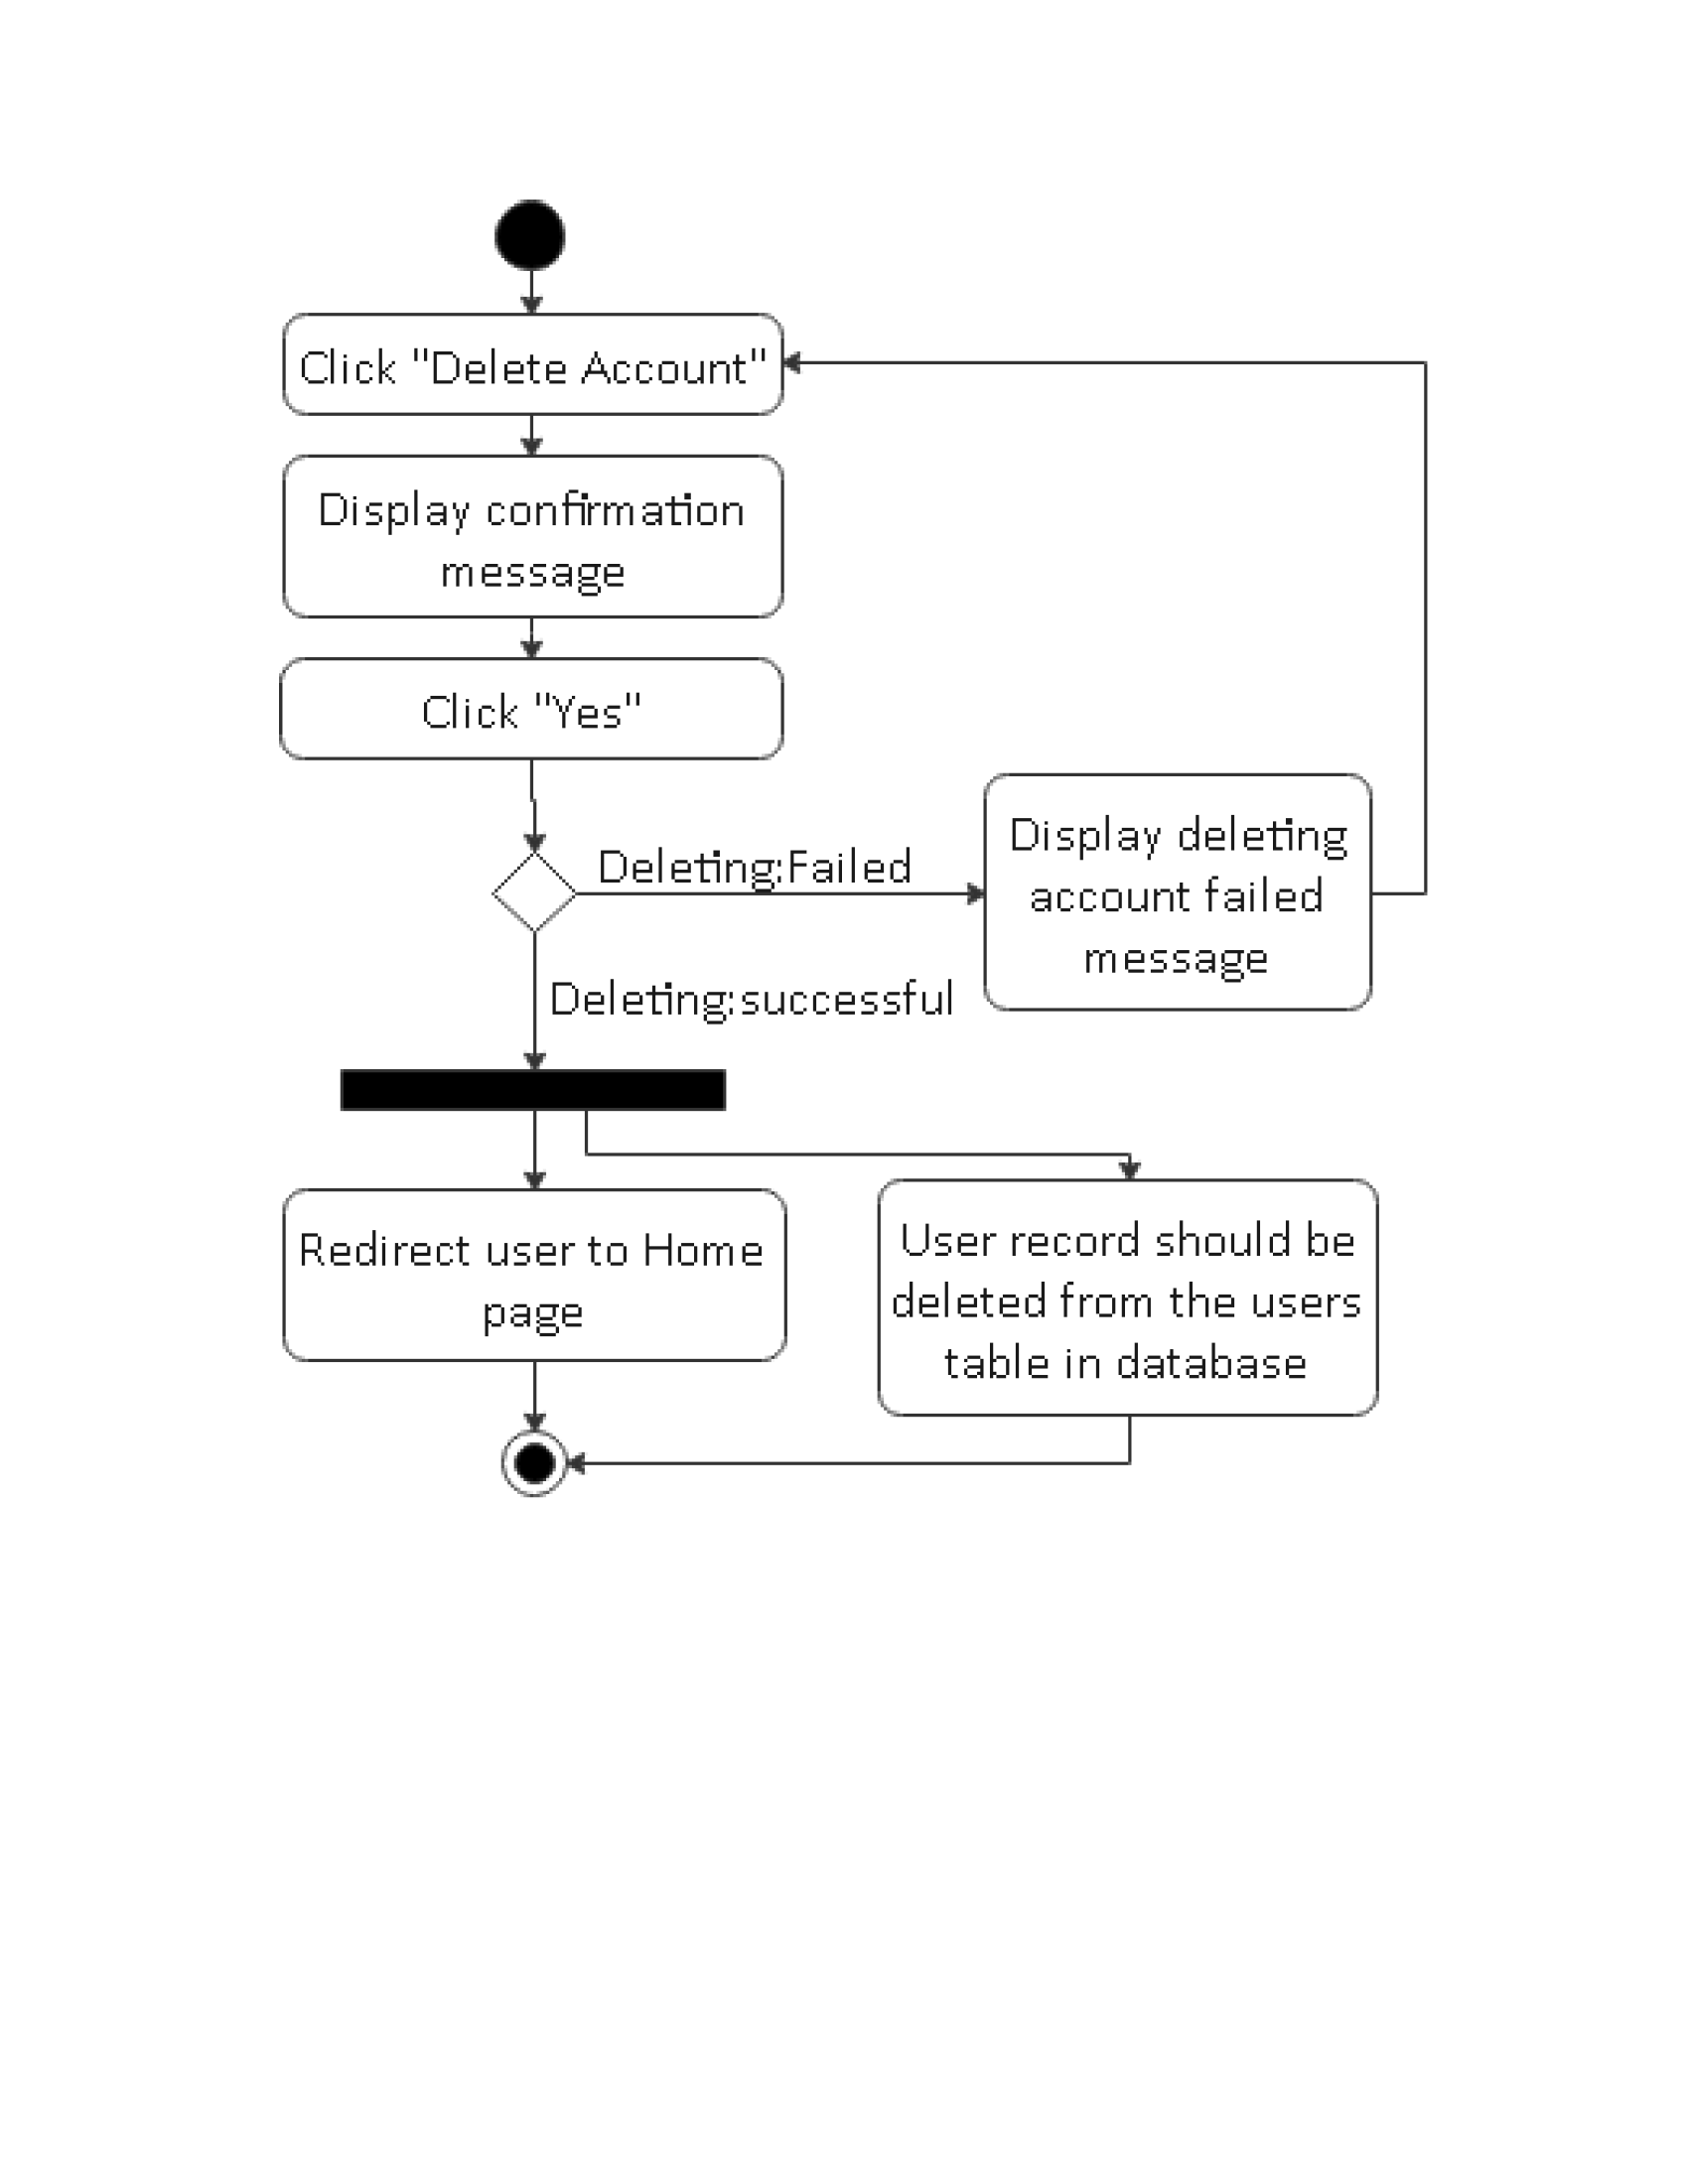 Click "Delete Account"
Display confirmation
message
Click "Yes"
Deleting:Failed
Display deleting
account failed
message
Deleting:successful
Redirect user to Home
page
User record should be
deleted from the users
table in database